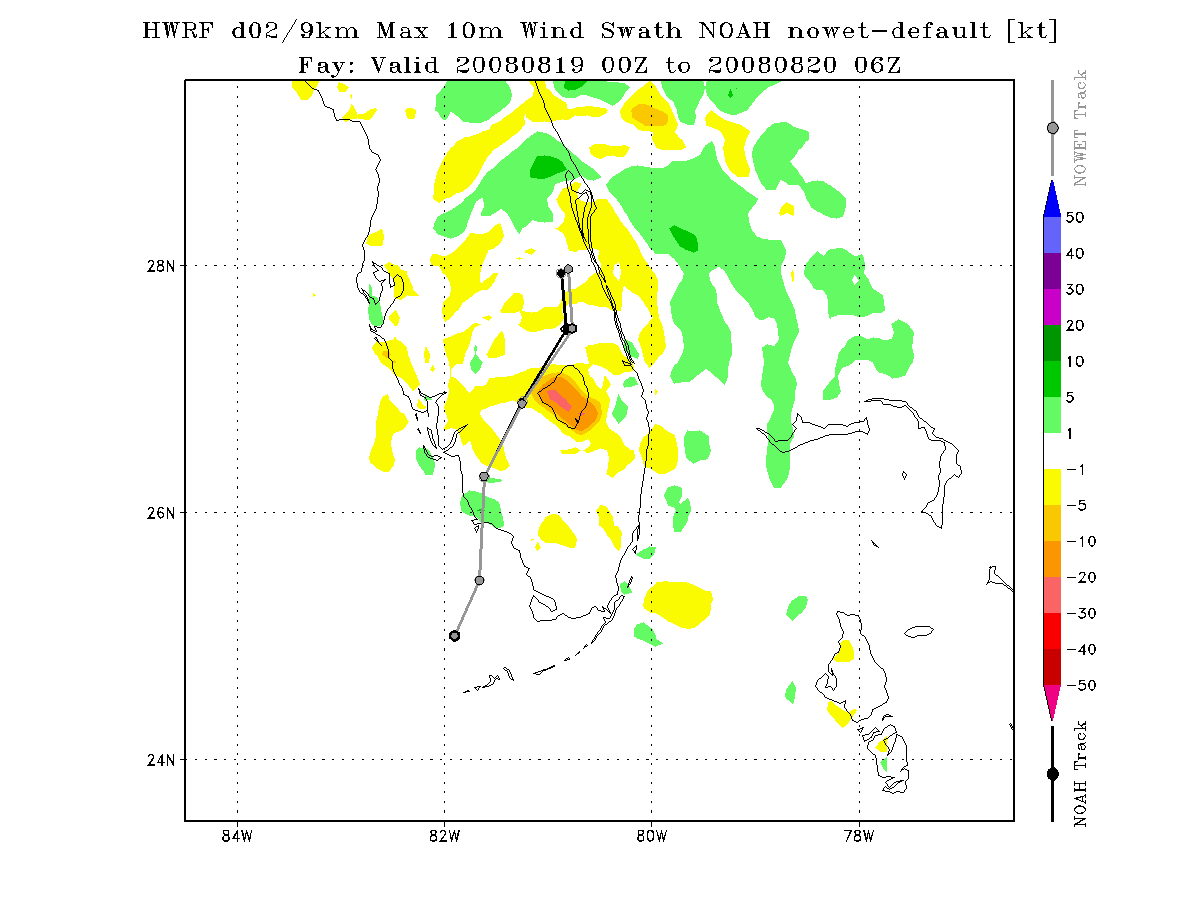 HWRF d02/9km Max 10m Wind Swath NOAH nowet-default [kt]
Fay: Valid 20080819 00Z to 20080820 06Z
NOWET Track
50
40
30
20
10
5
1
-1
-5
-10
-20
-30
-40
-50
NOAH Track
28N
26N
24N
84W
82W
80W
78W